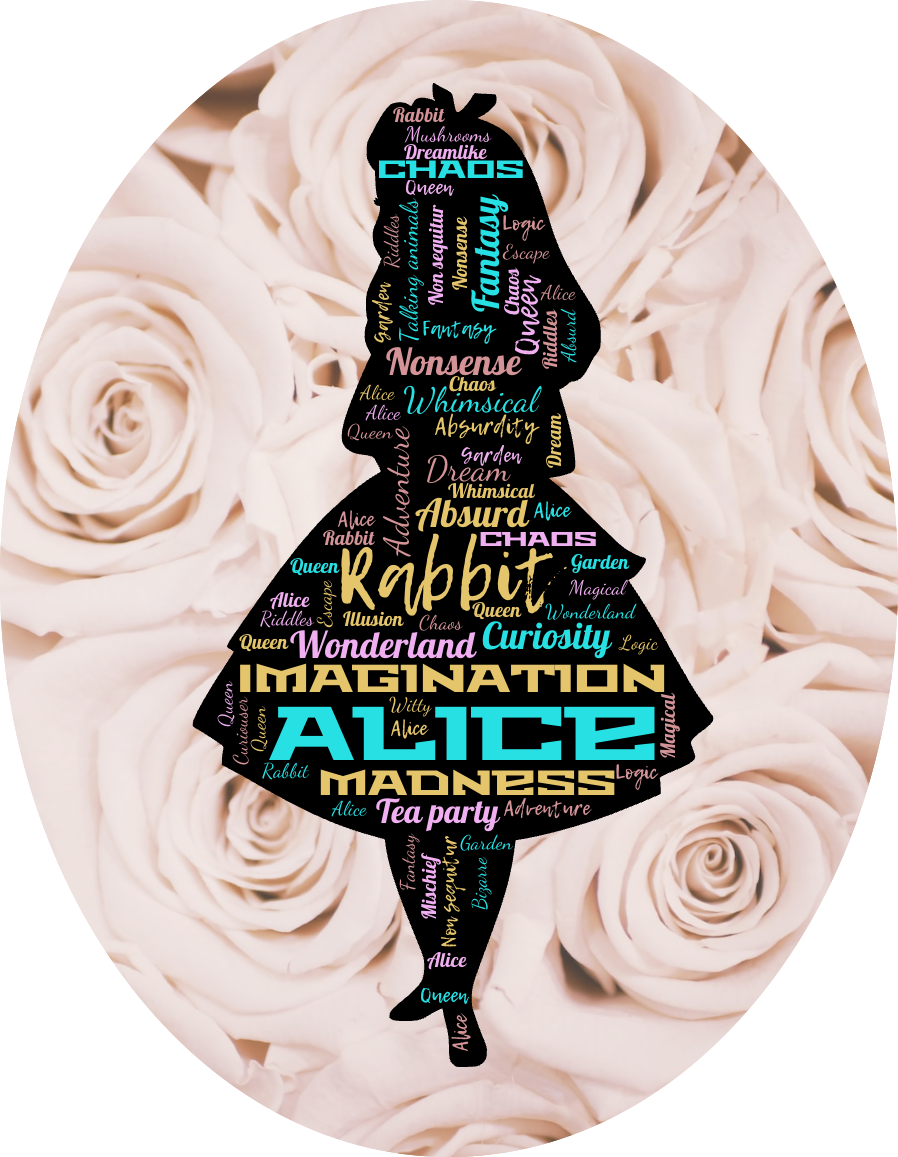 Rabbit
Mushrooms
Dreamlike
CHAOS
Queen
Riddles
Talking animals
Non sequitur
Nonsense
Fantasy
Logic
Escape
Chaos
Queen
Alice
Garden
Fantasy
Riddles
Absurd
Nonsense
Chaos
Alice
Whimsical
Alice
Absurdity
Queen
Adventure
Dream
Garden
Dream
Whimsical
Absurd
Alice
Alice
Rabbit
CHAOS
Rabbit
Queen
Garden
Escape
Magical
Alice
Queen
Wonderland
Riddles
Illusion
Chaos
Queen
Wonderland
Curiosity
Logic
IMAGINATION
Queen
Curiouser
Queen
Witty
Alice
ALICE
Magical
Rabbit
MADNESS
Logic
Alice
Tea party
Adventure
Fantasy
Mischief
Non sequitur
Garden
Bizarre
Alice
Queen
Alice